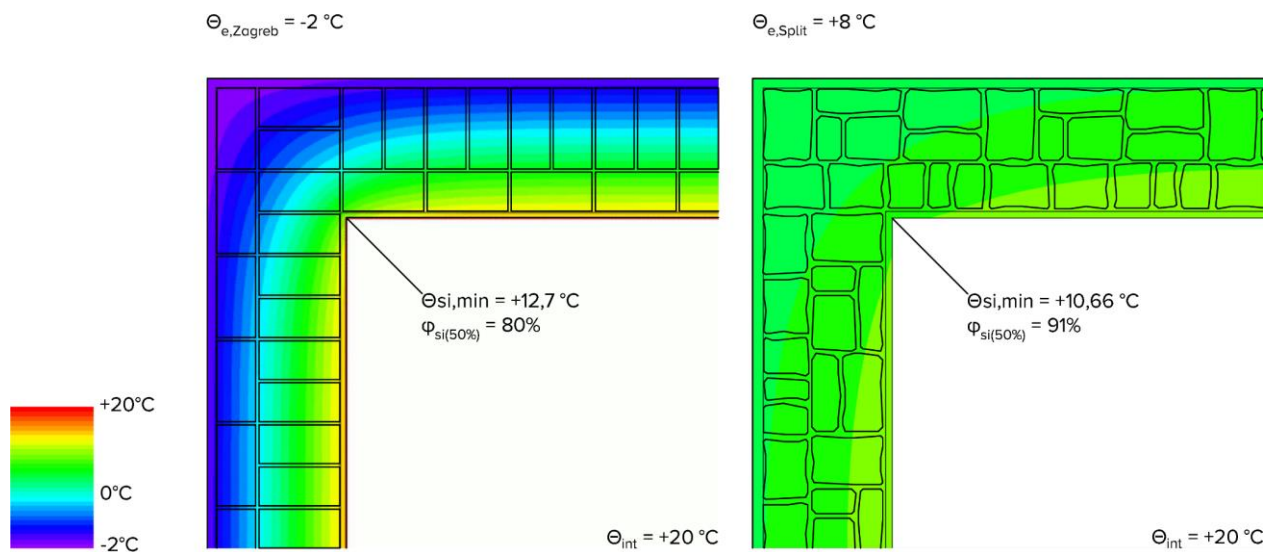 Θe,Zagreb = -2 °C
Θe,Split = +8 °C
Θsi,min = +12,7 °C
φsi(50%) = 80%
Θsi,min = +10,66 °C
φsi(50%) = 91%
+20°C
0°C
-2°C
Θint = +20 °C
Θint = +20 °C